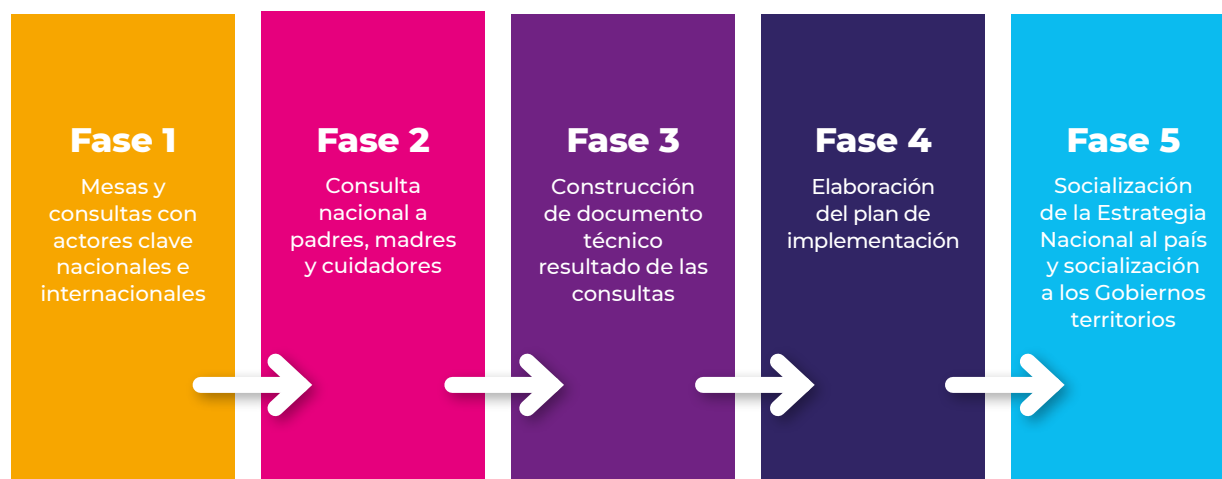 Fase 1
Mesas y
consultas con
actores clave
nacionales e
internacionales
Fase 2
Consulta
nacional a
padres, madres
y cuidadores
Fase 3
Construcción
de documento
técnico
resultado de las
consultas
Fase 4
Elaboración
del plan de
implementación
Fase 5
Socialización
de la Estrategia
Nacional al país
y socialización
a los Gobiernos
territorios